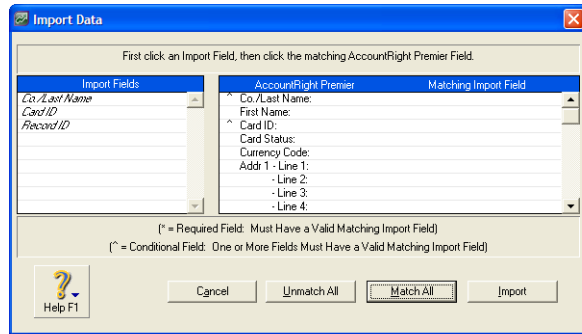 Import Data
First click an Import Field, then click the matching AccountRight Premier Field.
Import Fields
Co./Last Name
Card ID
Record ID
AccountRight Premier Matching Import Field
^ Co./Last Name:
First Name:
^ Card ID:
Card Status:
Currency Code:
Addr 1 - Line 1:
- Line 2:
- Line 3:
- Line 4:
(* = Required Field: Must Have a Valid Matching Import Field)
(^ = Conditional Field: One or More Fields Must Have a Valid Matching Import Field)
Help F1
Cancel
Unmatch All
Match All
Import